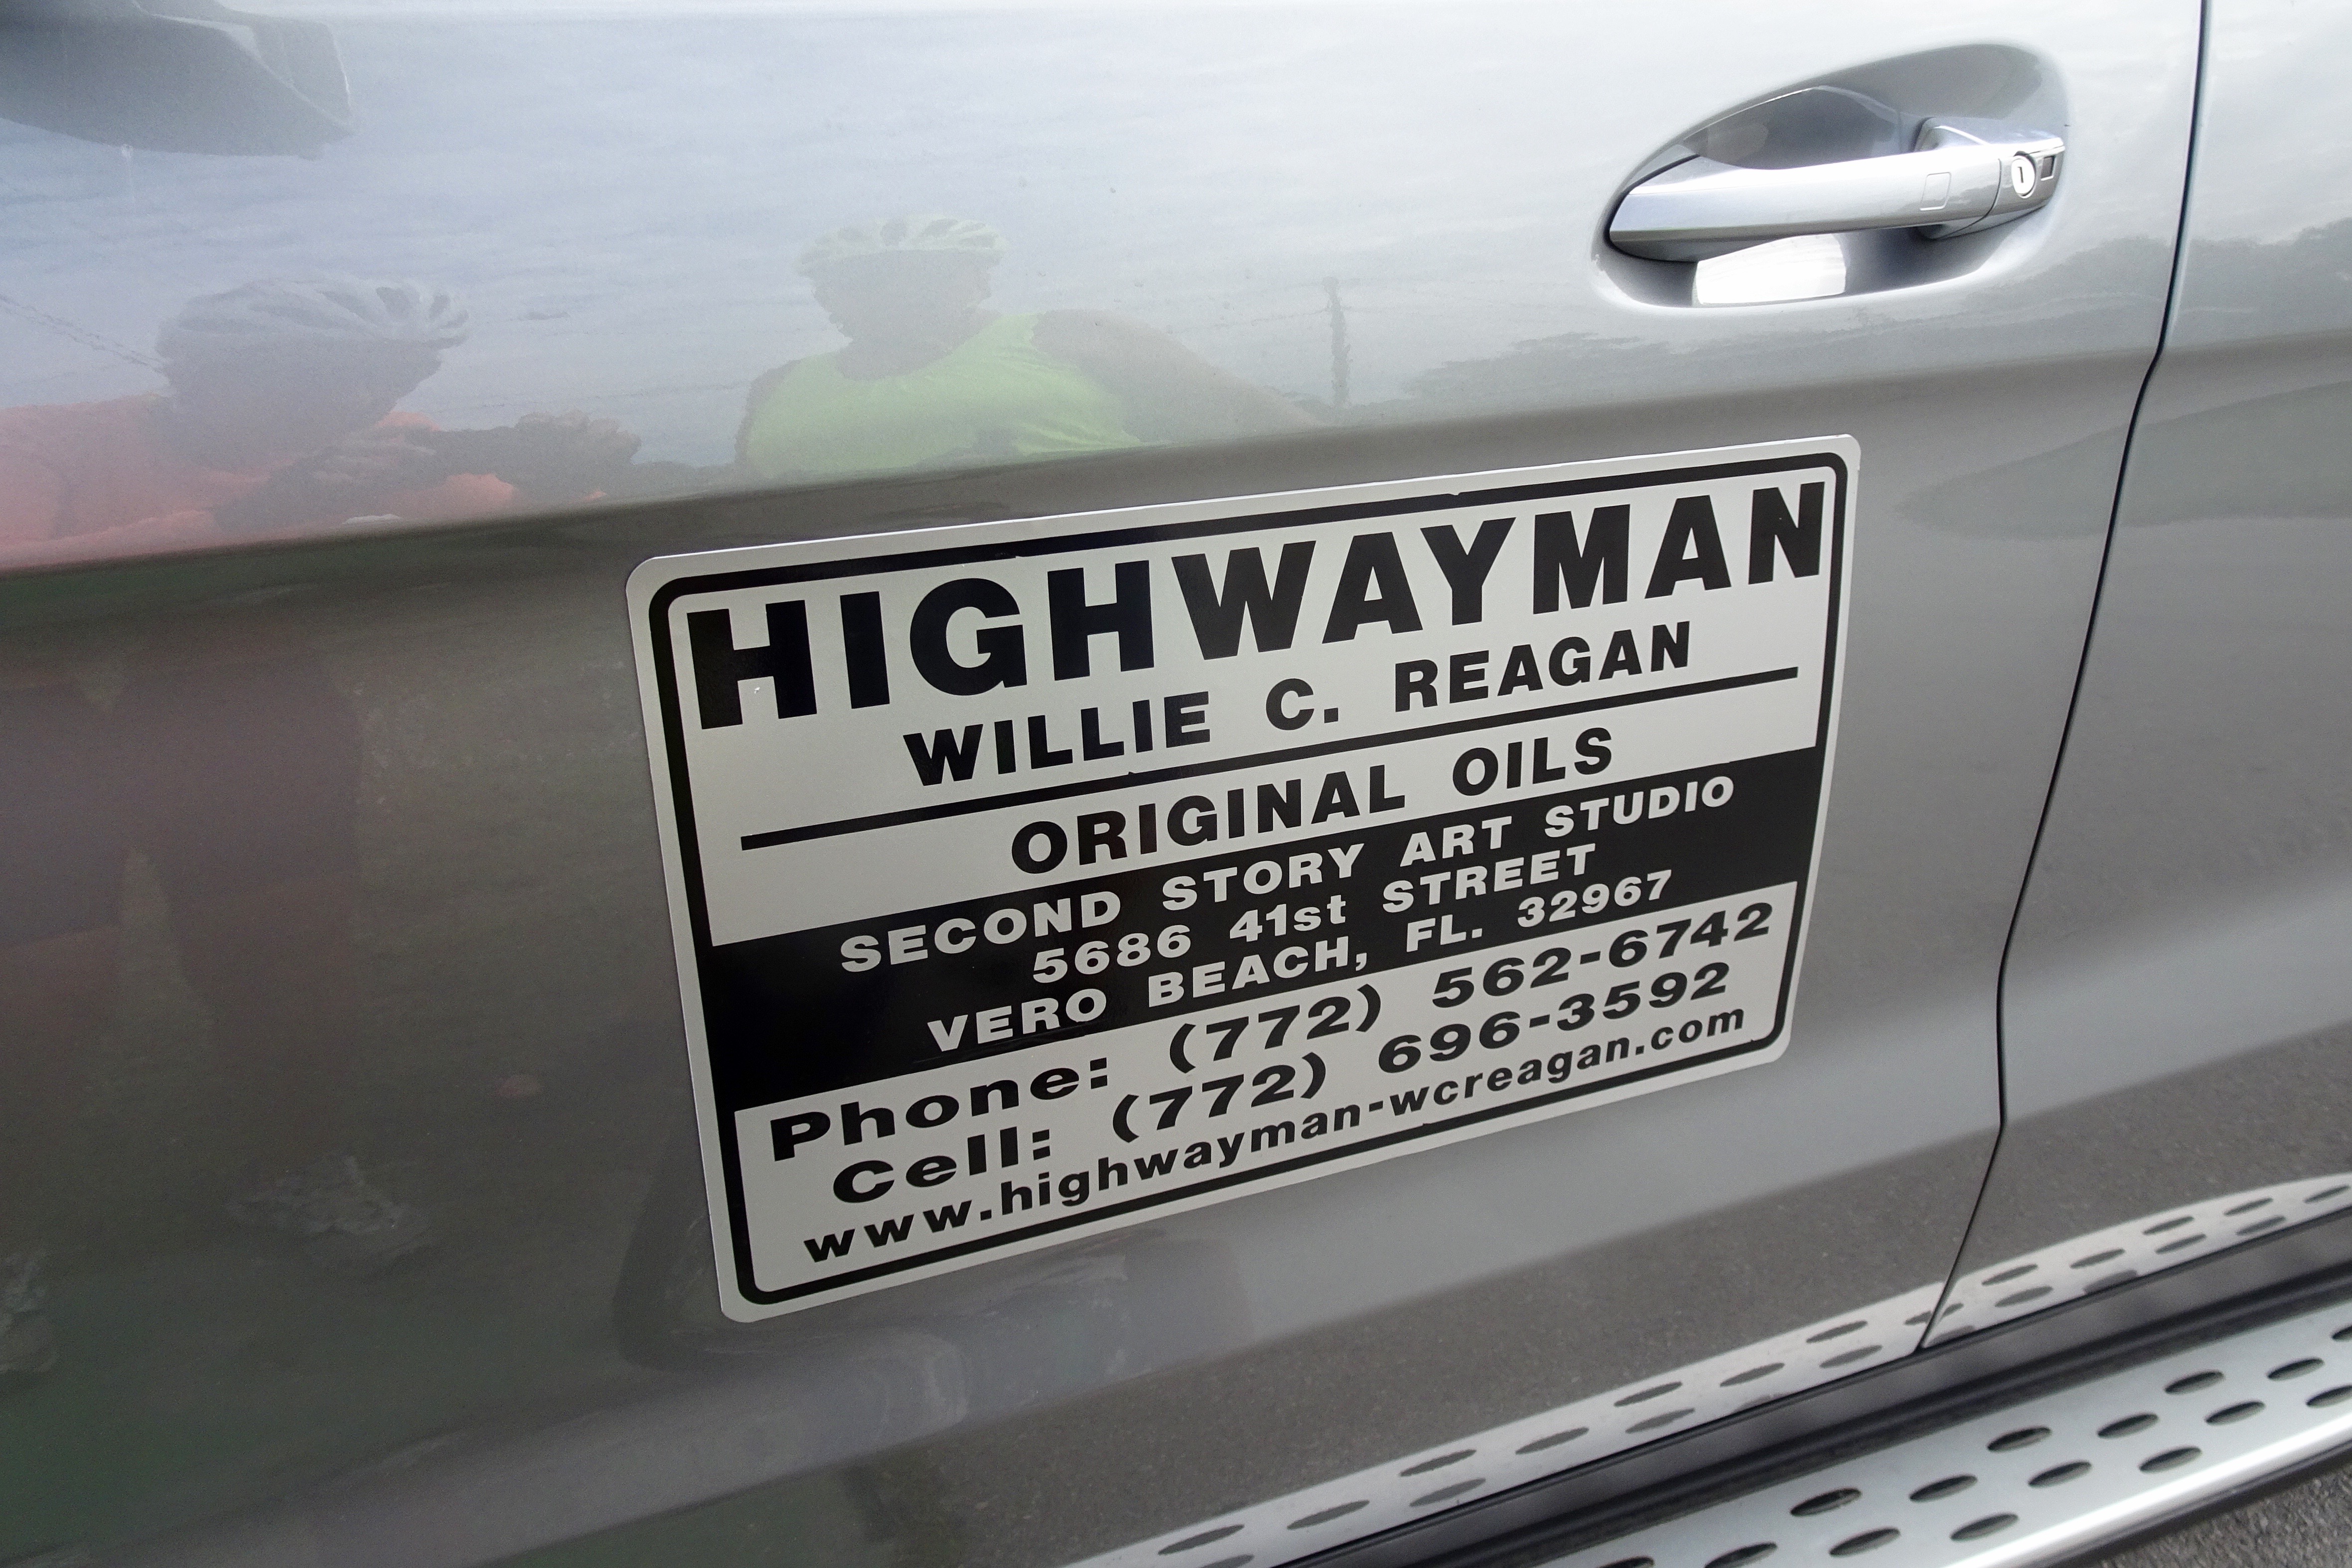 HIGHWAYMAN
WILLIE C. REAGAN
ORIGINAL OILS
SECOND STORY ART STUDIO
5686 41st STREET
VERO BEACH, FL. 32967
Phone: (772) 562-6742
Cell: (772) 696-3592
www.highwayman-wcreagan.com